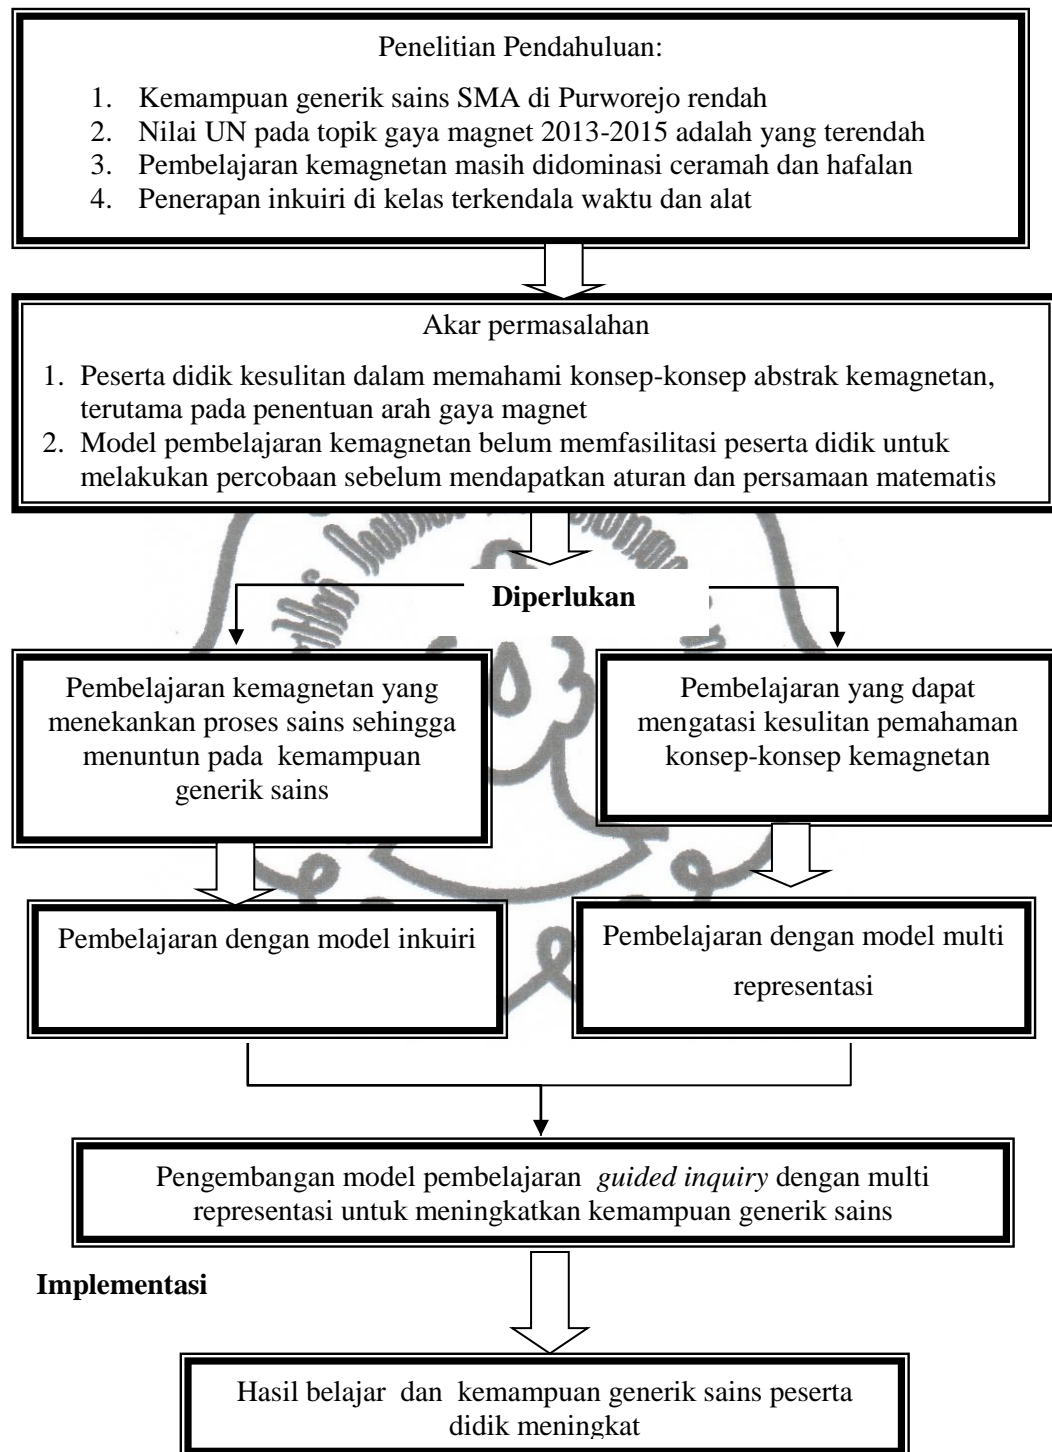 Penelitian Pendahuluan:
1. Kemampuan generik sains SMA di Purworejo rendah
2. Nilai UN pada topik gaya magnet 2013-2015 adalah yang terendah
3. Pembelajaran kemagnetan masih didominasi ceramah dan hafalan
4. Penerapan inkuiri di kelas terkendala waktu dan alat
Akar permasalahan
1. Peserta didik kesulitan dalam memahami konsep-konsep abstrak kemagnetan,
terutama pada penentuan arah gaya magnet
2. Model pembelajaran kemagnetan belum memfasilitasi peserta didik untuk
melakukan percobaan sebelum mendapatkan aturan dan persamaan matematis
Diperlukan
Pembelajaran kemagnetan yang
menekankan proses sains sehingga
menuntun pada kemampuan
generik sains
Pembelajaran yang dapat
mengatasi kesulitan pemahaman
konsep-konsep kemagnetan
Pembelajaran dengan model inkuiri
Pembelajaran dengan model multi
representasi
Pengembangan model pembelajaran guided inquiry dengan multi
representasi untuk meningkatkan kemampuan generik sains
Implementasi
Hasil belajar dan kemampuan generik sains peserta
didik meningkat